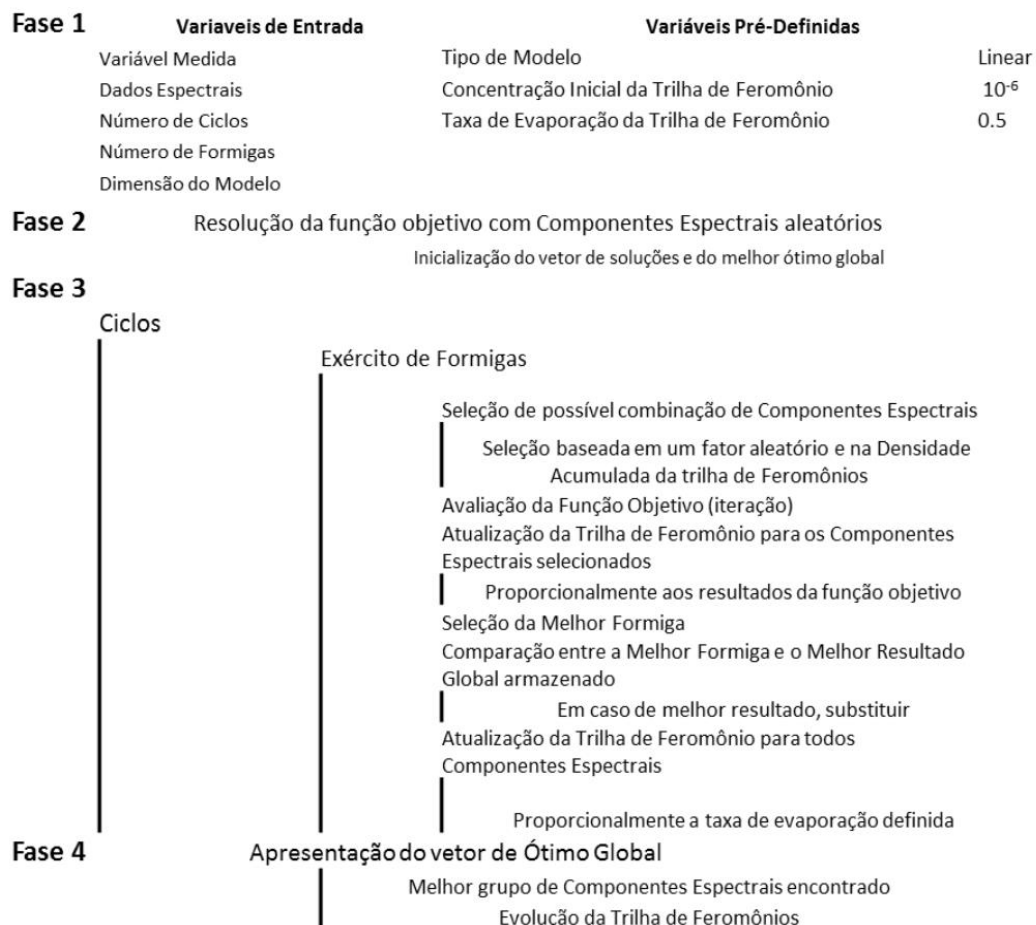 Fase 1 Variaveis de Entrada Variáveis Pré-Definidas
Variável Medida Tipo de Modelo Linear
Dados Espectrais Concentração Inicial da Trilha de Feromônio 10⁻⁶
Número de Ciclos Taxa de Evaporação da Trilha de Feromônio 0.5
Número de Formigas
Dimensão do Modelo
Fase 2 Resolução da função objetivo com Componentes Espectrais aleatórios
Inicialização do vetor de soluções e do melhor ótimo global
Fase 3
Ciclos
Exército de Formigas
Seleção de possível combinação de Componentes Espectrais
Seleção baseada em um fator aleatório e na Densidade
Acumulada da trilha de Feromônios
Avaliação da Função Objetivo (iteração)
Atualização da Trilha de Feromônio para os Componentes
Espectrais selecionados
Proporcionalmente aos resultados da função objetivo
Seleção da Melhor Formiga
Comparação entre a Melhor Formiga e o Melhor Resultado
Global armazenado
Em caso de melhor resultado, substituir
Atualização da Trilha de Feromônio para todos
Componentes Espectrais
Proporcionalmente a taxa de evaporação definida
Fase 4 Apresentação do vetor de Ótimo Global
Melhor grupo de Componentes Espectrais encontrado
Evolução da Trilha de Feromônios